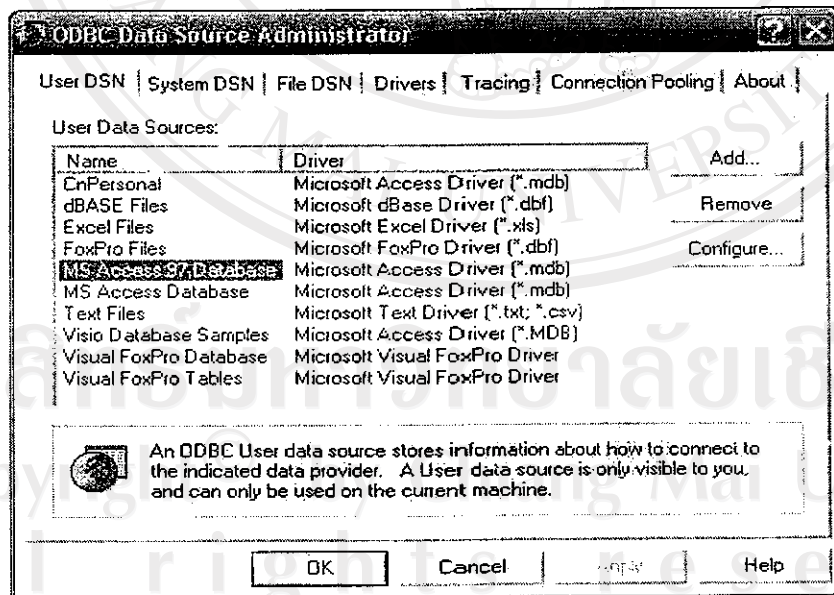 ODBC Data Source Administrator
User DSN System DSN File DSN Drivers Tracing Connection Pooling About
User Data Sources:
Name Driver
CnPersonal Microsoft Access Driver (*.mdb)
dBASE Files Microsoft dBase Driver (*.dbf)
Excel Files Microsoft Excel Driver (*.xls)
FoxPro Files Microsoft FoxPro Driver (*.dbf)
MS Access 97 Database Microsoft Access Driver (*.mdb)
MS Access Database Microsoft Access Driver (*.mdb)
Text Files Microsoft Text Driver (*.txt; *.csv)
Visio Database Samples Microsoft Access Driver (*.MDB)
Visual FoxPro Database Microsoft Visual FoxPro Driver
Visual FoxPro Tables Microsoft Visual FoxPro Driver
Add...
Remove
Configure...
An ODBC User data source stores information about how to connect to
the indicated data provider. A User data source is only visible to you,
and can only be used on the current machine.
OK Cancel Apply Help